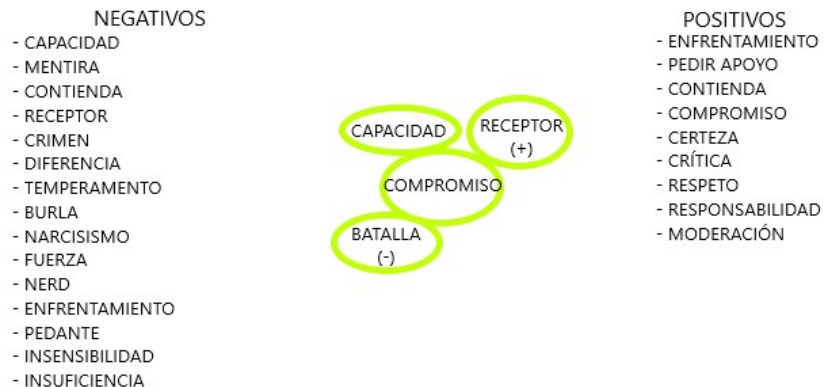 NEGATIVOS
- CAPACIDAD
- MENTIRA
- CONTIENDA
- RECEPTOR
- CRIMEN
- DIFERENCIA
- TEMPERAMENTO
- BURLA
- NARCISISMO
- FUERZA
- NERD
- ENFRENTAMIENTO
- PEDANTE
- INSENSIBILIDAD
- INSUFICIENCIA
CAPACIDAD
RECEPTOR
(+)
COMPROMISO
BATALLA
(-)
POSITIVOS
- ENFRENTAMIENTO
- PEDIR APOYO
- CONTIENDA
- COMPROMISO
- CERTEZA
- CRÍTICA
- RESPETO
- RESPONSABILIDAD
- MODERACIÓN